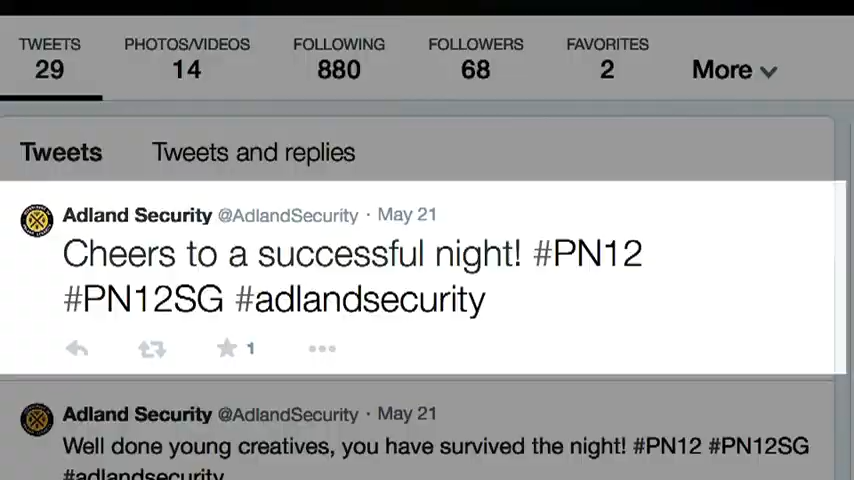 TWEETS PHOTOS/VIDEOS FOLLOWING FOLLOWERS FAVORITES
29 14 880 68 2 More
Tweets Tweets and replies
Adland Security @AdlandSecurity · May 21
Cheers to a successful night! #PN12
#PN12SG #adlandsecurity
1
Adland Security @AdlandSecurity · May 21
Well done young creatives, you have survived the night! #PN12 #PN12SG
#adlandsecurity